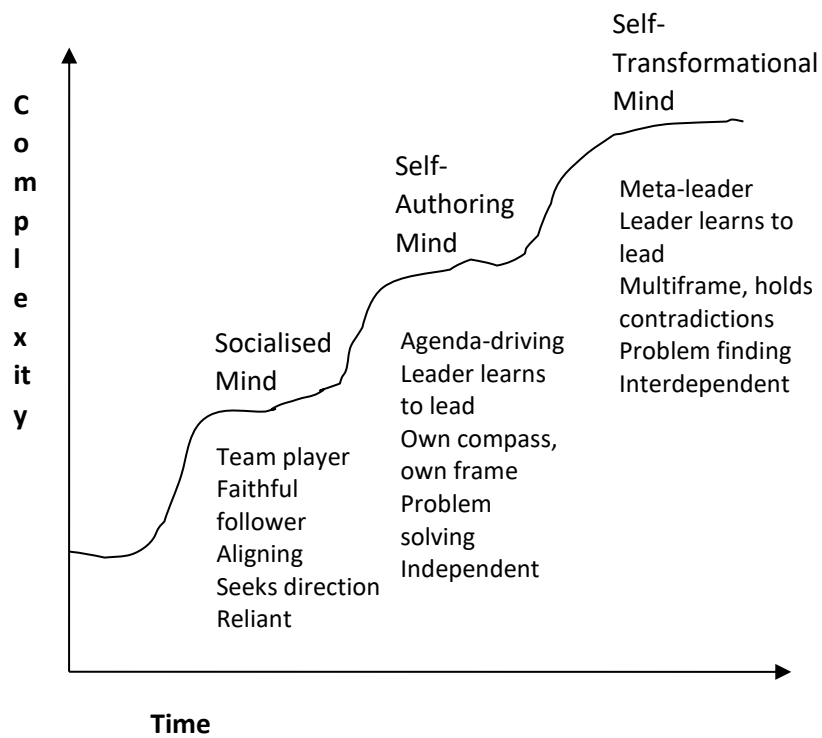 Complexity
Socialised
Mind
Team player
Faithful
follower
Aligning
Seeks direction
Reliant
Self-
Authoring
Mind
Agenda-driving
Leader learns
to lead
Own compass,
own frame
Problem
solving
Independent
Self-
Transformational
Mind
Meta-leader
Leader learns to
lead
Multiframe, holds
contradictions
Problem finding
Interdependent
Time